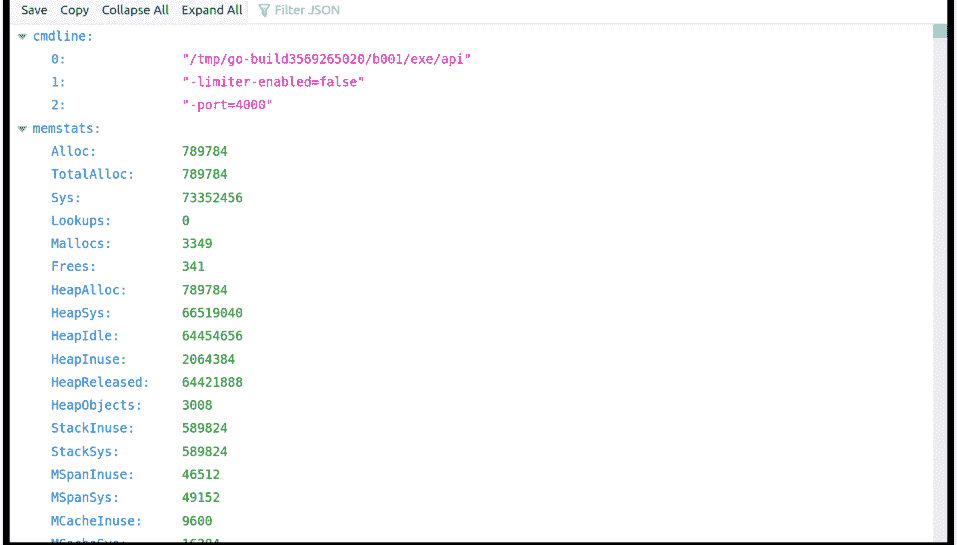 Save Copy Collapse All Expand All Filter JSON
cmdline:
0: "/tmp/go-build3569265020/b001/exe/api"
1: "-limiter-enabled=false"
2: "-port=4000"
memstats:
Alloc: 789784
TotalAlloc: 789784
Sys: 73352456
Lookups: 0
Mallocs: 3349
Frees: 341
HeapAlloc: 789784
HeapSys: 66519040
HeapIdle: 64454656
HeapInuse: 2064384
HeapReleased: 64421888
HeapObjects: 3008
StackInuse: 589824
StackSys: 589824
MSpanInuse: 46512
MSpanSys: 49152
MCacheInuse: 9600
MCacheSys: 16384